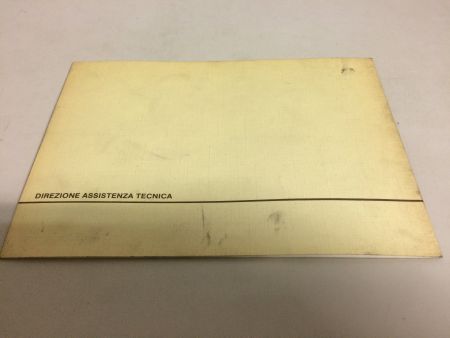 DIREZIONE ASSISTENZA TECNICA